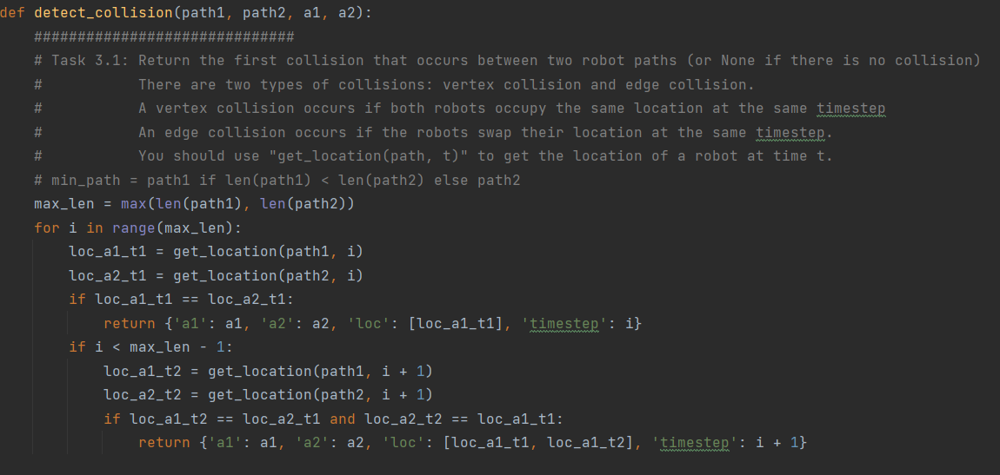 def detect_collision(path1, path2, a1, a2):
    ##############################
    # Task 3.1: Return the first collision that occurs between two robot paths (or None if there is no collision)
    #           There are two types of collisions: vertex collision and edge collision.
    #           A vertex collision occurs if both robots occupy the same location at the same timestep
    #           An edge collision occurs if the robots swap their location at the same timestep.
    #           You should use "get_location(path, t)" to get the location of a robot at time t.
    # min_path = path1 if len(path1) < len(path2) else path2
    max_len = max(len(path1), len(path2))
    for i in range(max_len):
        loc_a1_t1 = get_location(path1, i)
        loc_a2_t1 = get_location(path2, i)
        if loc_a1_t1 == loc_a2_t1:
            return {'a1': a1, 'a2': a2, 'loc': [loc_a1_t1], 'timestep': i}
        if i < max_len - 1:
            loc_a1_t2 = get_location(path1, i + 1)
            loc_a2_t2 = get_location(path2, i + 1)
            if loc_a1_t2 == loc_a2_t1 and loc_a2_t2 == loc_a1_t1:
                return {'a1': a1, 'a2': a2, 'loc': [loc_a1_t1, loc_a1_t2], 'timestep': i + 1}